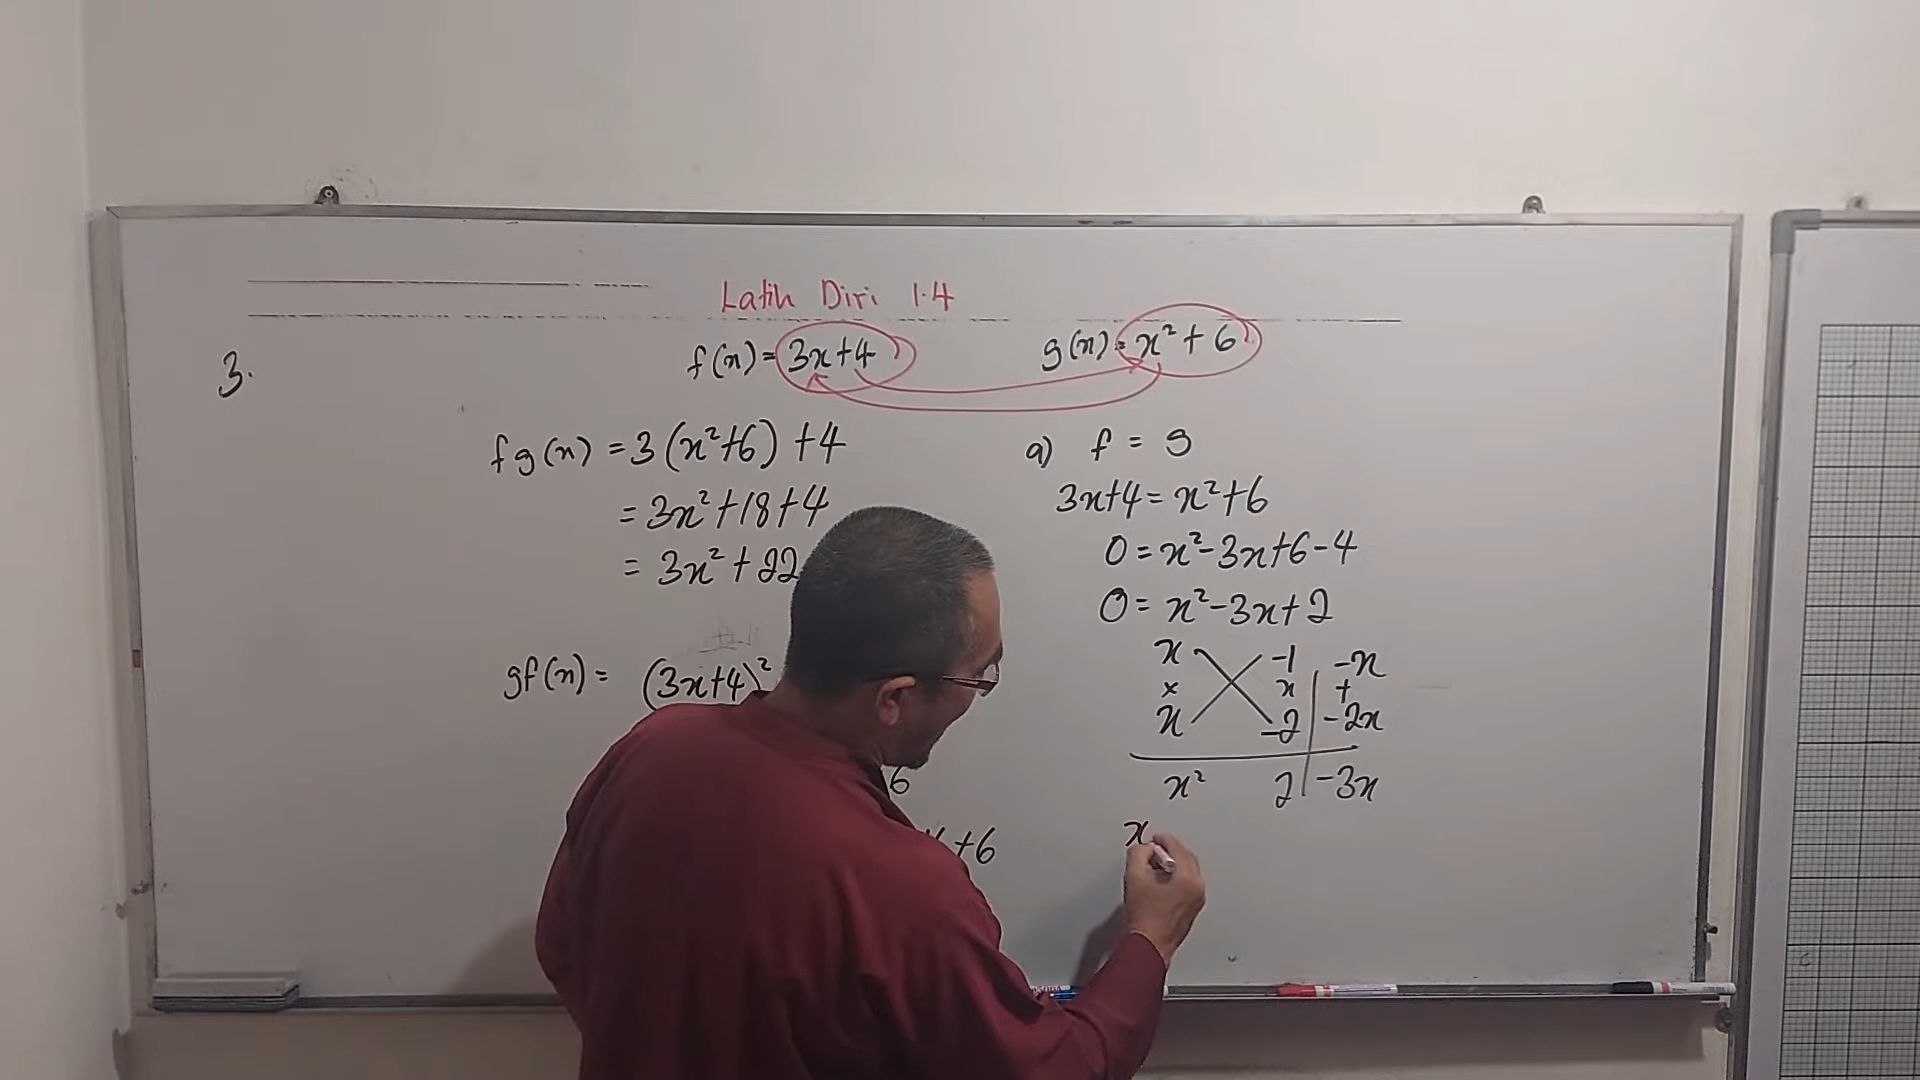 Latih Diri 1.4
3.
f(x) = 3x+4
g(x) = x² + 6
fg(x) = 3(x²+6) +4
= 3x²+18+4
= 3x² + 22
gf(x) = (3x+4)²
6
+6
a) f = g
3x+4 = x²+6
0 = x²-3x+6-4
0 = x²-3x+2
x -1 -x
x x +
x -2 -2x
x² 2 -3x
x